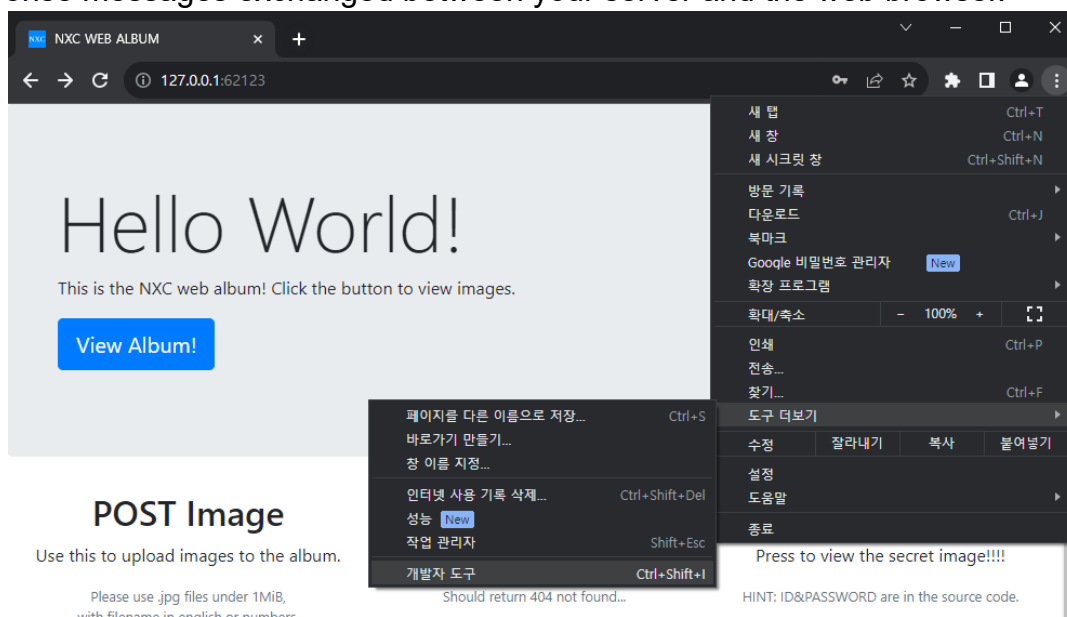 NXC WEB ALBUM
127.0.0.1:62123
새 탭 Ctrl+T
새 창 Ctrl+N
새 시크릿 창 Ctrl+Shift+N
방문 기록
다운로드 Ctrl+J
북마크
Google 비밀번호 관리자 New
확장 프로그램
확대/축소 - 100% +
인쇄 Ctrl+P
전송...
찾기... Ctrl+F
도구 더보기
수정 잘라내기 복사 붙여넣기
설정
도움말
종료
페이지를 다른 이름으로 저장... Ctrl+S
바로가기 만들기...
창 이름 지정...
인터넷 사용 기록 삭제... Ctrl+Shift+Del
성능 New
작업 관리자 Shift+Esc
개발자 도구 Ctrl+Shift+I
Hello World!
This is the NXC web album! Click the button to view images.
View Album!
POST Image
Use this to upload images to the album.
Please use .jpg files under 1MiB,
with filename in english or numbers
Should return 404 not found...
Press to view the secret image!!!!
HINT: ID&PASSWORD are in the source code.